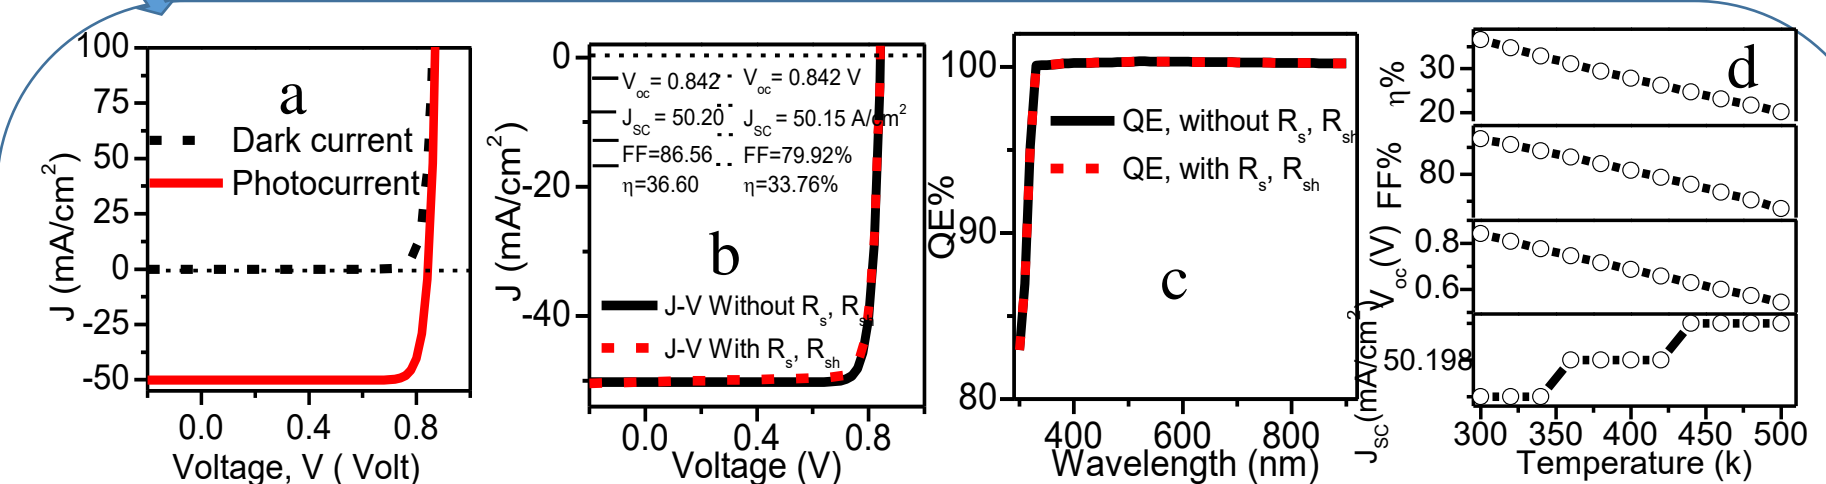 100
75
50
25
0
-25
-50
J (mA/cm2)
a
Dark current
Photocurrent
0.0 0.4 0.8
Voltage, V ( Volt)
0
-20
-40
J (mA/cm2)
Voc= 0.842 Voc= 0.842 V
JSC = 50.20 JSC = 50.15 A/cm2
FF=86.56 FF=79.92%
η=36.60 η=33.76%
b
J-V Without Rs, Rsh
J-V With Rs, Rsh
0.0 0.4 0.8
Voltage (V)
100
90
80
QE%
QE, without Rs, Rsh
QE, with Rs, Rsh
c
400 600 800
Wavelength (nm)
η%
30
20
d
FF%
80
Voc(V)
0.8
0.6
JSC(mA/cm2)
50.198
300 350 400 450 500
Temperature (k)